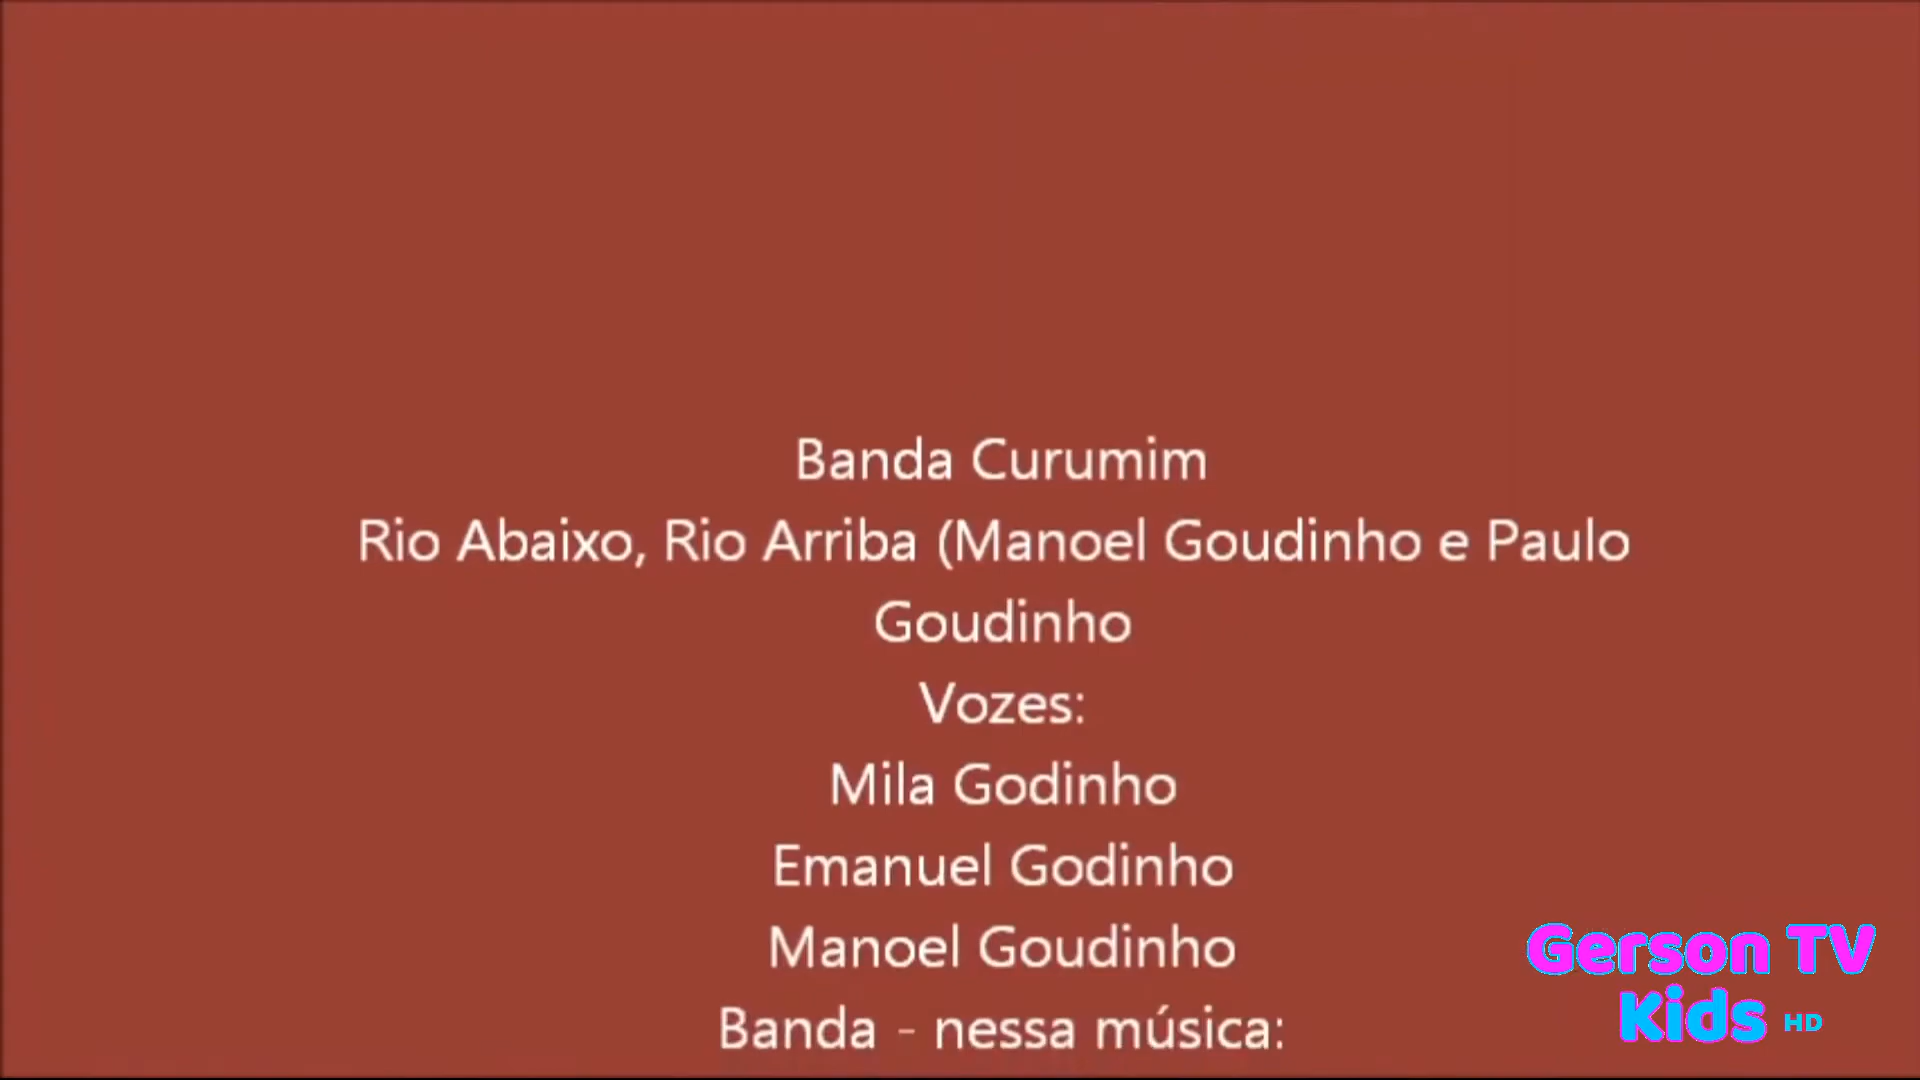 Banda Curumim
Rio Abaixo, Rio Arriba (Manoel Goudinho e Paulo
Goudinho
Vozes:
Mila Godinho
Emanuel Godinho
Manoel Goudinho
Banda - nessa música:
Gerson TV
Kids HD